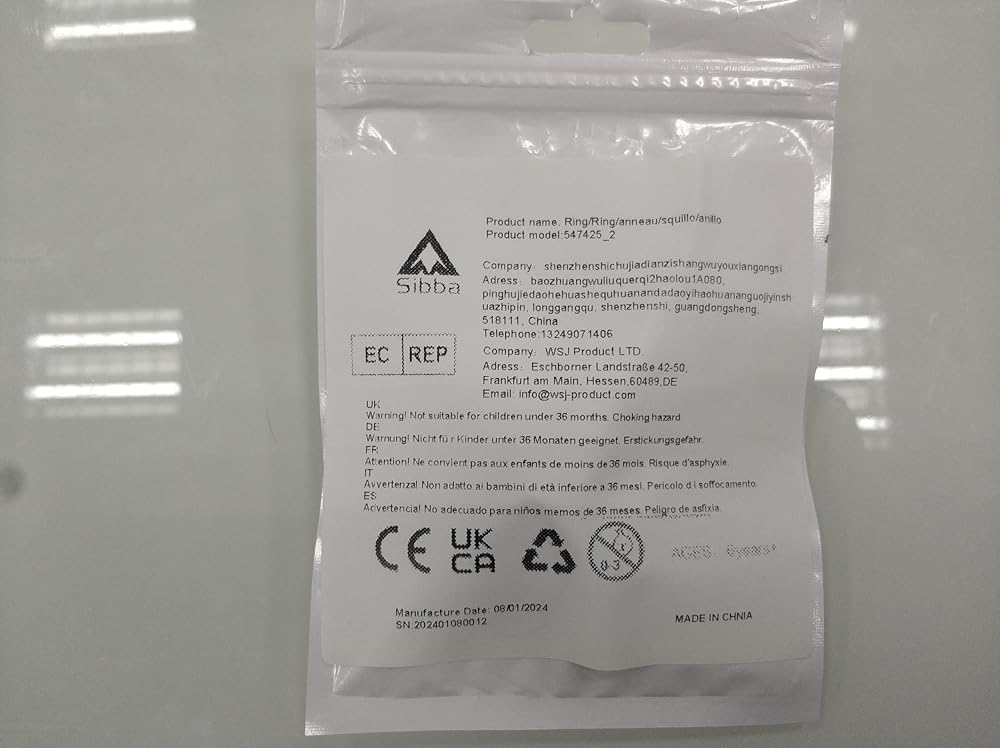 Product name: Ring/Ring/anneau/squillo/anillo
Product model:547425_2
Sibba
Company: shenzhenshichujiadianzishangwuyouxiangongsi
Adress: baozhuangwuliuquerqi2haolou1A080,
pinghujiedaohehuashequhuanandadaoyihaohuananguojiyinsh
uazhipin, longgangqu, shenzhenshi, guangdongsheng,
518111, China
Telephone:13249071406
EC REP
Company: WSJ Product LTD
Adress: Eschborner Landstraße 42-50,
Frankfurt am Main, Hessen,60489,DE
Email: info@wsj-product.com
UK
Warning! Not suitable for children under 36 months. Choking hazard
DE
Warnung! Nicht für Kinder unter 36 Monaten geeignet. Erstickungsgefahr.
FR
Attention! Ne convient pas aux enfants de moins de 36 mois. Risque d'asphyxie.
IT
Avvertenza! Non adatto ai bambini di età inferiore a 36 mesi. Pericolo di soffocamento.
ES
Advertencia! No adecuado para niños memos de 36 meses. Peligro de asfixia.
CE
UK
CA
0-3
AGES: 6years+
Manufacture Date: 08/01/2024
SN:202401080012
MADE IN CHNIA